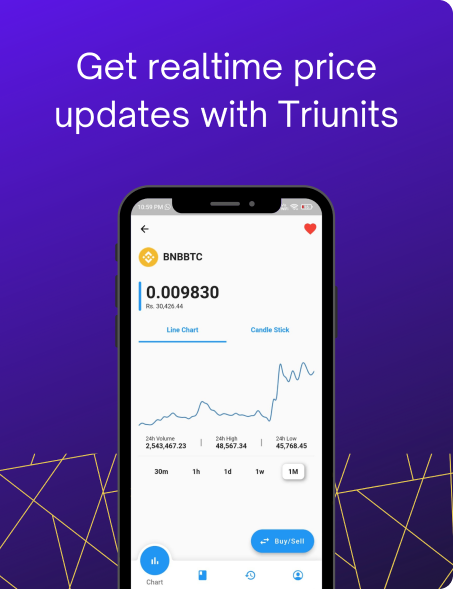 Get realtime price
updates with Triunits
10:59 PM
BNBBTC
0.009830
Rs. 30,426.44
Line Chart
Candle Stick
24h Volume
2,543,467.23
24h High
48,567.34
24h Low
45,768.45
30m
1h
1d
1w
1M
Buy/Sell
Chart